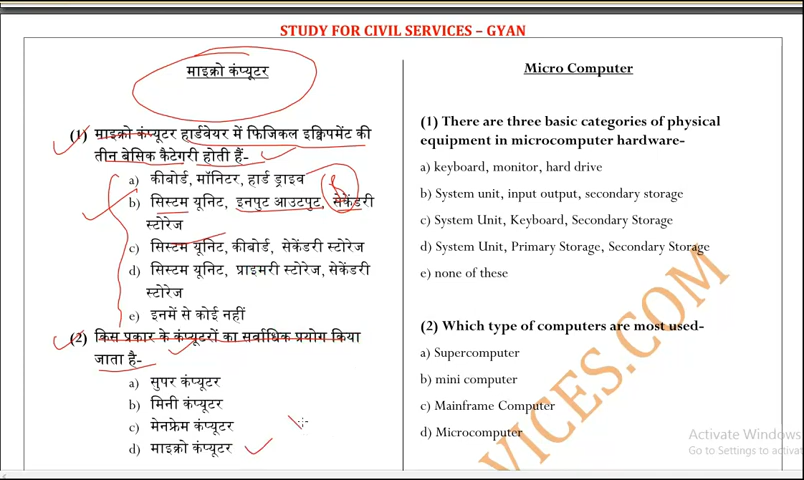 STUDY FOR CIVIL SERVICES – GYAN
माइक्रो कंप्यूटर
(1) माइक्रो कंप्यूटर हार्डवेयर में फिजिकल इक्विपमेंट की
तीन बेसिक कैटेगरी होती हैं-
a) कीबोर्ड, मॉनिटर, हार्ड ड्राइव
b) सिस्टम यूनिट, इनपुट आउटपुट, सेकेंडरी
स्टोरेज
c) सिस्टम यूनिट, कीबोर्ड, सेकेंडरी स्टोरेज
d) सिस्टम यूनिट, प्राइमरी स्टोरेज, सेकेंडरी
स्टोरेज
e) इनमें से कोई नहीं
(2) किस प्रकार के कंप्यूटरों का सर्वाधिक प्रयोग किया
जाता है-
a) सुपर कंप्यूटर
b) मिनी कंप्यूटर
c) मेनफ्रेम कंप्यूटर
d) माइक्रो कंप्यूटर
Micro Computer
(1) There are three basic categories of physical
equipment in microcomputer hardware-
a) keyboard, monitor, hard drive
b) System unit, input output, secondary storage
c) System Unit, Keyboard, Secondary Storage
d) System Unit, Primary Storage, Secondary Storage
e) none of these
(2) Which type of computers are most used-
a) Supercomputer
b) mini computer
c) Mainframe Computer
d) Microcomputer
VICES.COM
Activate Windows
Go to Settings to activat